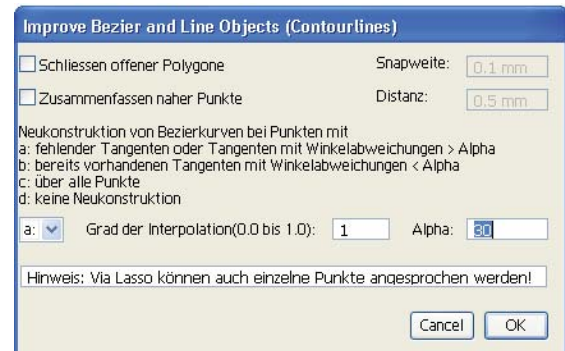 Improve Bezier and Line Objects (Contourlines)
Schliessen offener Polygone Snapweite: 0.1 mm
Zusammenfassen naher Punkte Distanz: 0.5 mm
Neukonstruktion von Bezierkurven bei Punkten mit
a: fehlender Tangenten oder Tangenten mit Winkelabweichungen > Alpha
b: bereits vorhandenen Tangenten mit Winkelabweichungen < Alpha
c: über alle Punkte
d: keine Neukonstruktion
a: Grad der Interpolation(0.0 bis 1.0): 1 Alpha: 30
Hinweis: Via Lasso können auch einzelne Punkte angesprochen werden!
Cancel OK